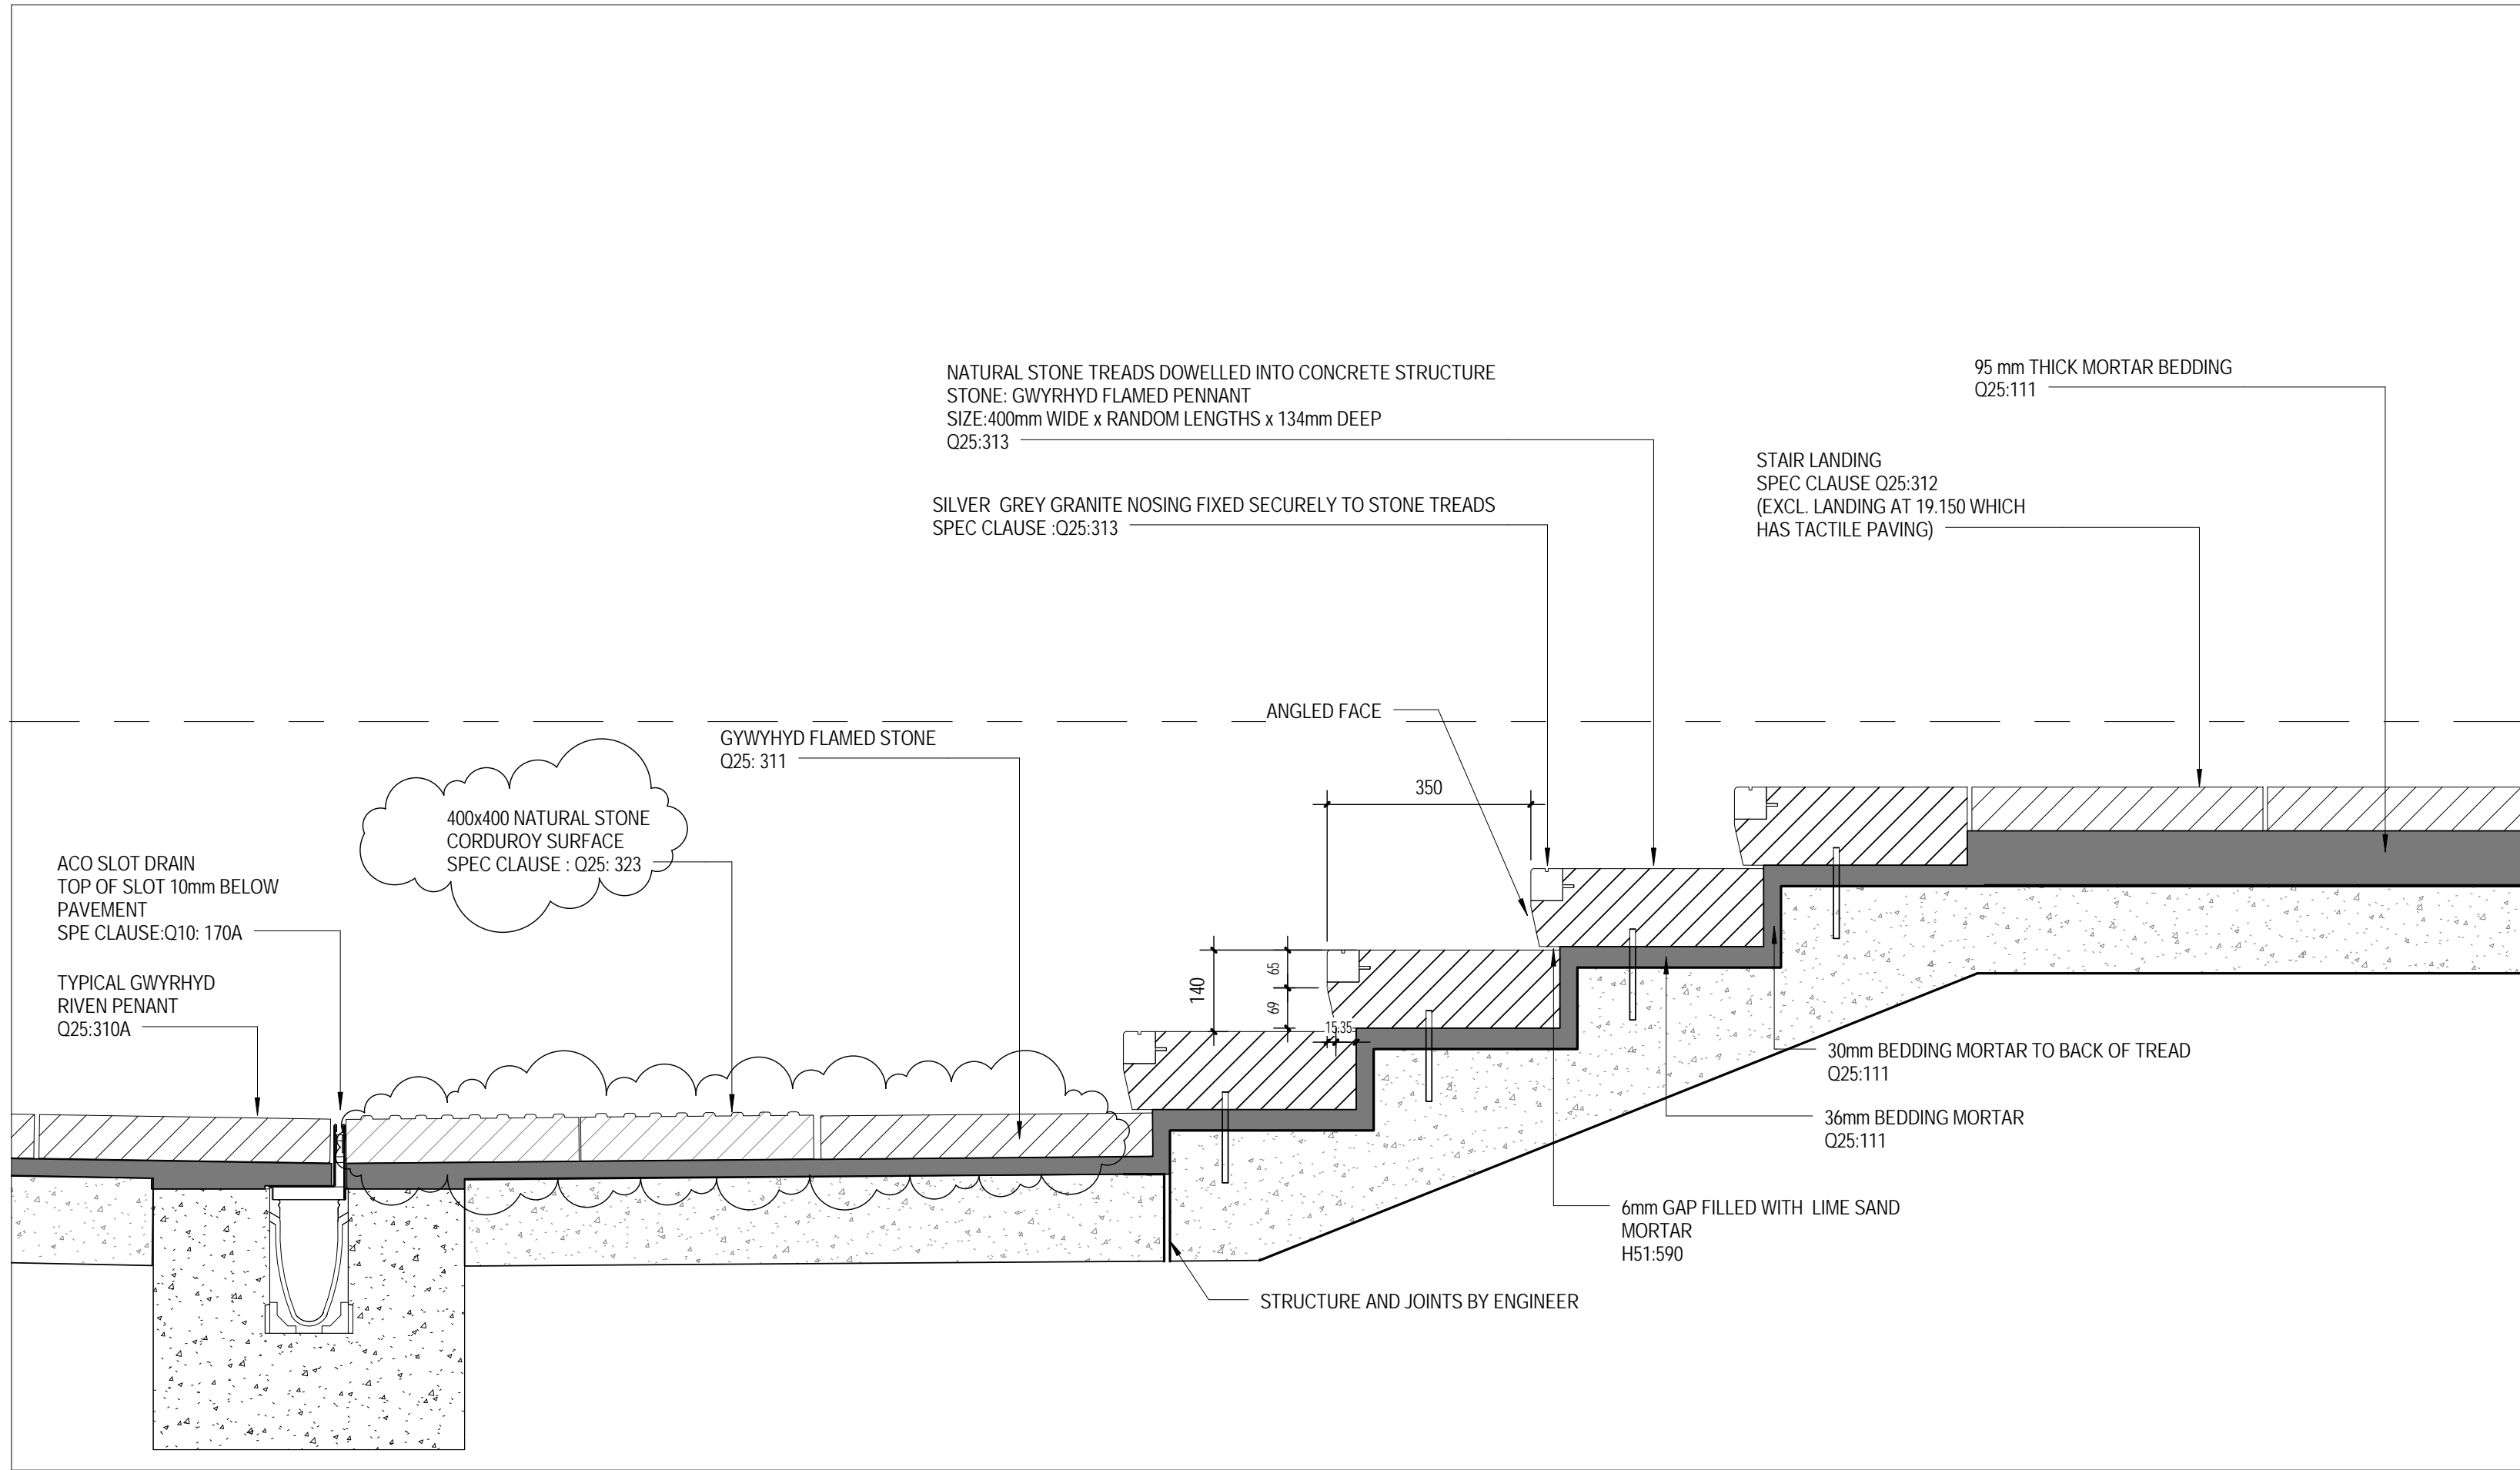 NATURAL STONE TREADS DOWELLED INTO CONCRETE STRUCTURE
STONE: GWYRHYD FLAMED PENNANT
SIZE:400mm WIDE x RANDOM LENGTHS x 134mm DEEP
Q25:313
SILVER  GREY GRANITE NOSING FIXED SECURELY TO STONE TREADS
SPEC CLAUSE :Q25:313
95 mm THICK MORTAR BEDDING
Q25:111
STAIR LANDING
SPEC CLAUSE Q25:312
(EXCL. LANDING AT 19.150 WHICH
HAS TACTILE PAVING)
ANGLED FACE
GYWYHYD FLAMED STONE
Q25: 311
400x400 NATURAL STONE
CORDUROY SURFACE
SPEC CLAUSE : Q25: 323
ACO SLOT DRAIN
TOP OF SLOT 10mm BELOW
PAVEMENT
SPE CLAUSE:Q10: 170A
TYPICAL GWYRHYD
RIVEN PENANT
Q25:310A
350
140
65
69
15
35
30mm BEDDING MORTAR TO BACK OF TREAD
Q25:111
36mm BEDDING MORTAR
Q25:111
6mm GAP FILLED WITH  LIME SAND
MORTAR
H51:590
STRUCTURE AND JOINTS BY ENGINEER